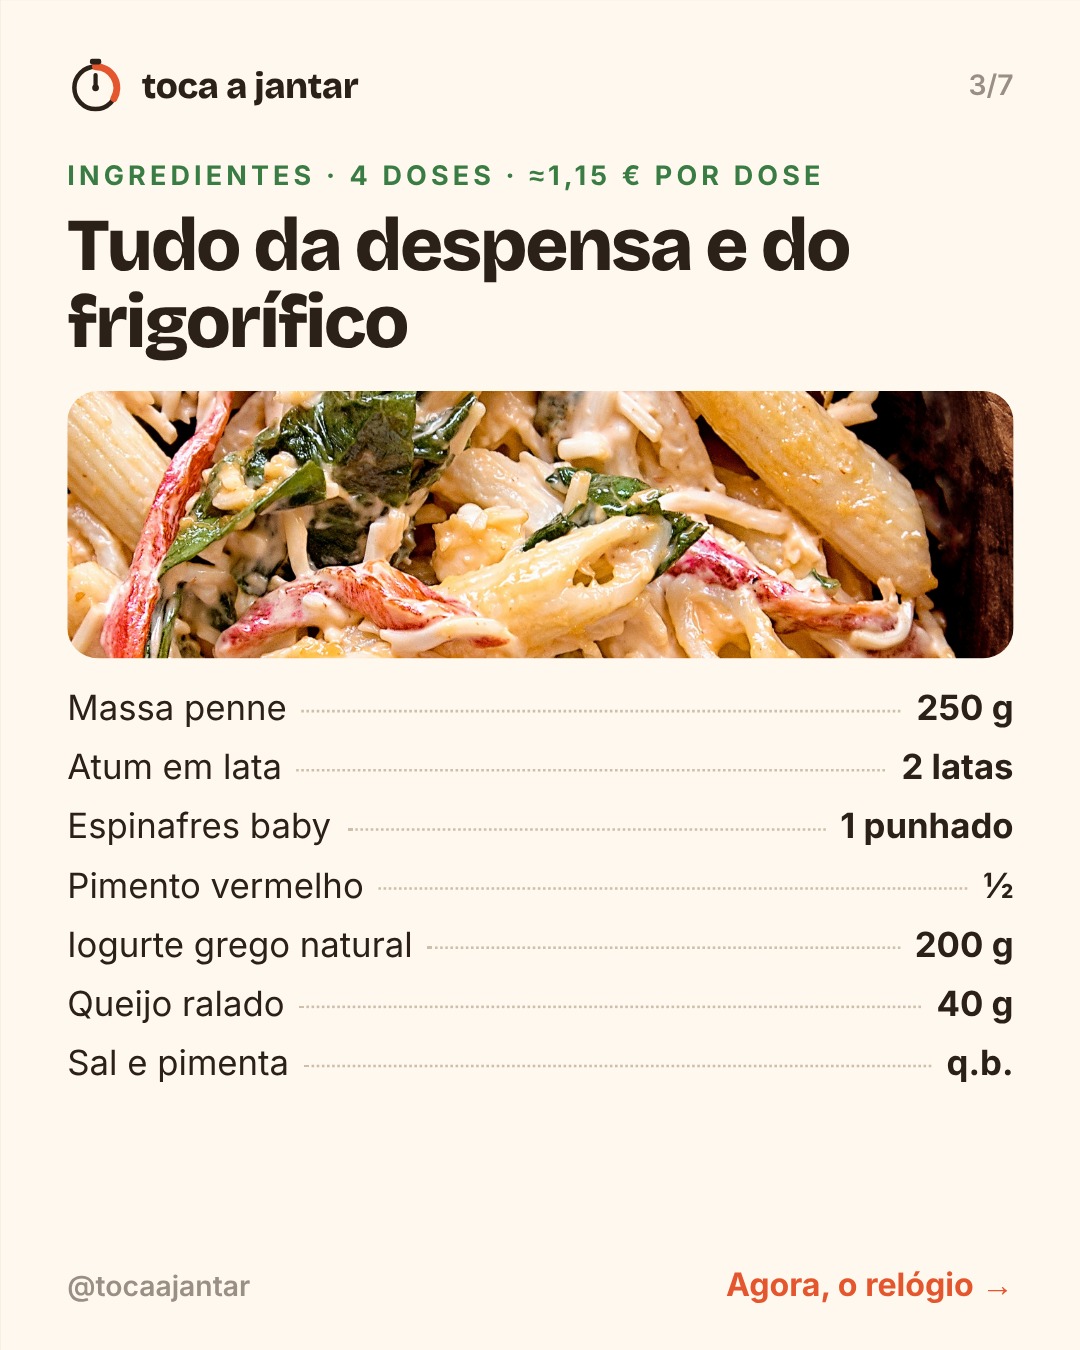 toca a jantar
3/7
INGREDIENTES · 4 DOSES · ≈1,15 € POR DOSE
Tudo da despensa e do
frigorífico
Massa penne 250 g
Atum em lata 2 latas
Espinafres baby 1 punhado
Pimento vermelho ½
Iogurte grego natural 200 g
Queijo ralado 40 g
Sal e pimenta q.b.
@tocaajantar
Agora, o relógio →